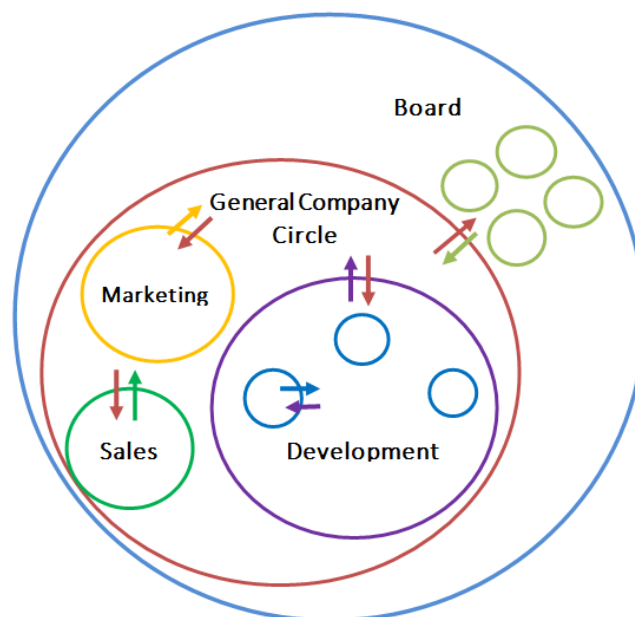 Board
General Company
Circle
Marketing
Sales
Development